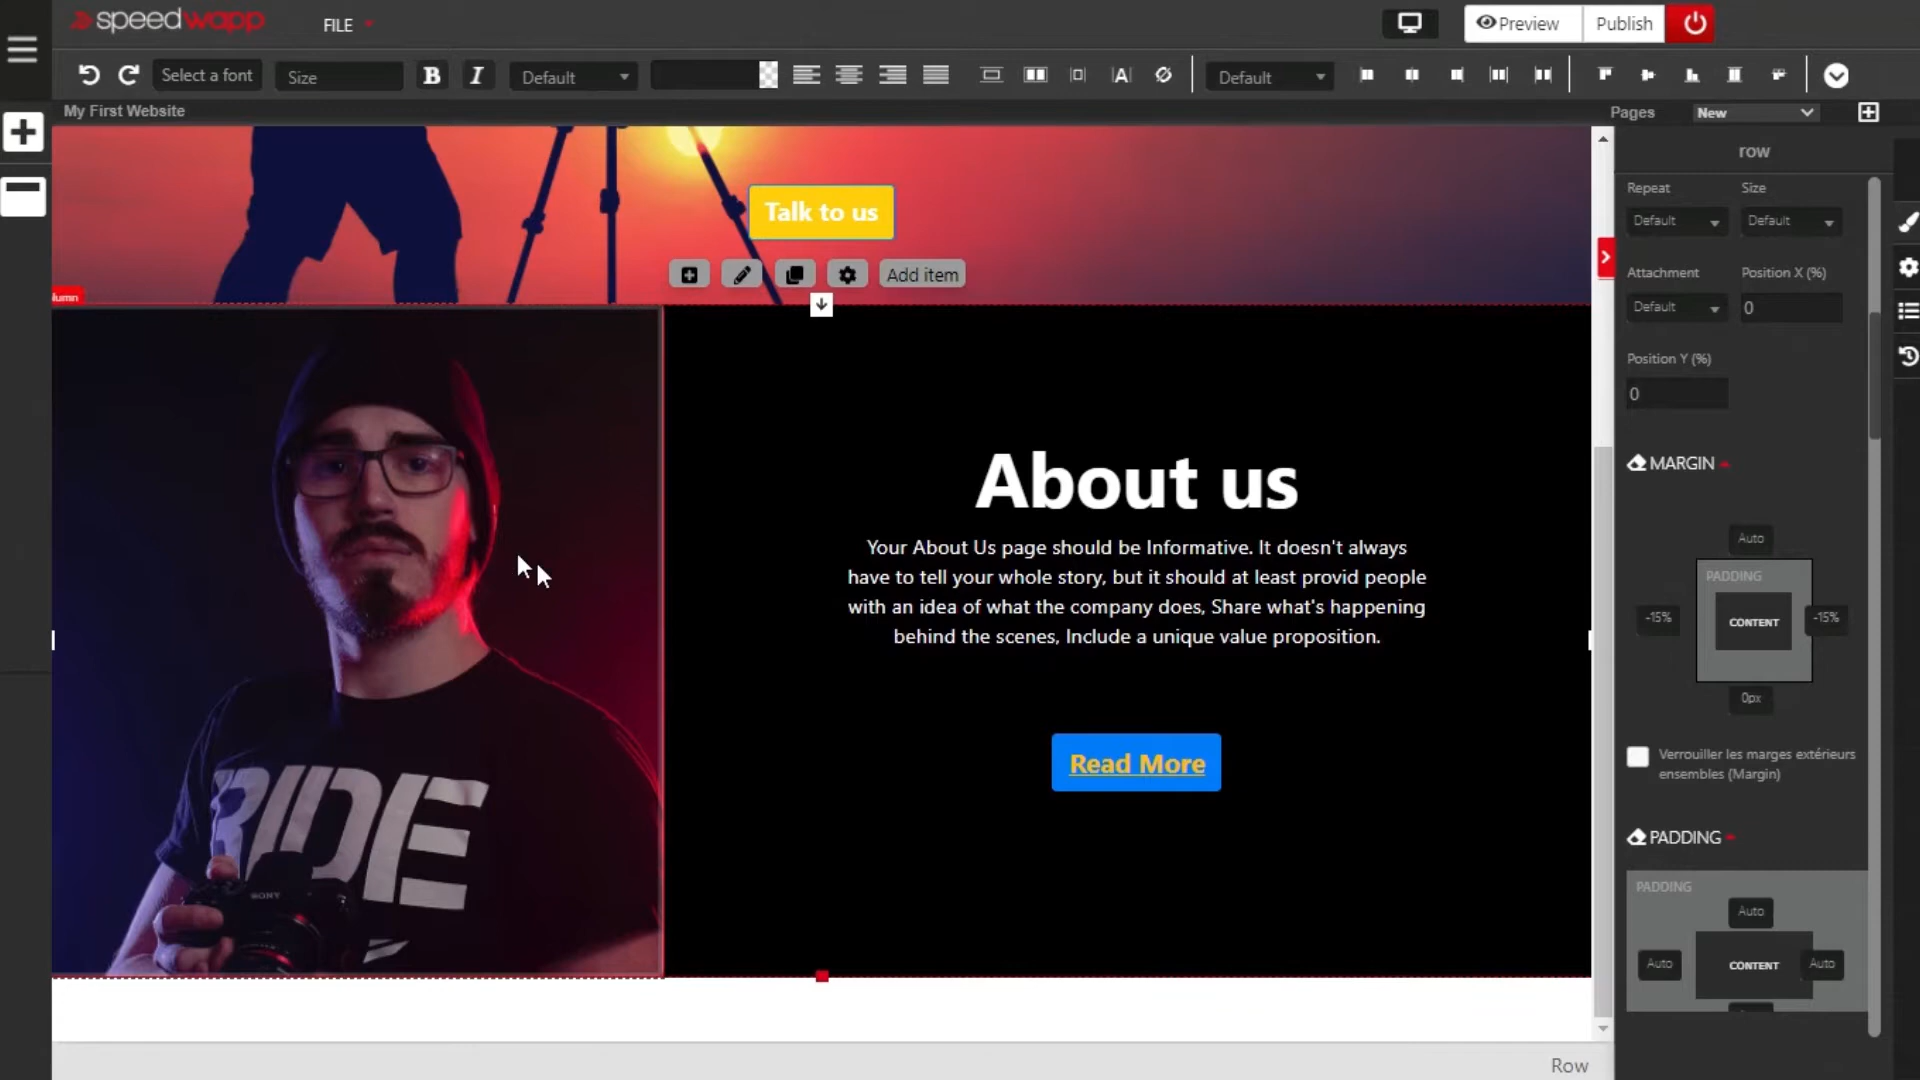 speedwapp
FILE
Preview
Publish
Select a font
Size
B
I
Default
A
Default
My First Website
Pages
New
row
Repeat
Size
Default
Default
Attachment
Position X (%)
Default
0
Position Y (%)
0
Talk to us
Add item
lumn
About us
Your About Us page should be Informative. It doesn't always
have to tell your whole story, but it should at least provid people
with an idea of what the company does, Share what's happening
behind the scenes, Include a unique value proposition.
Read More
RIDE
SONY
MARGIN
Auto
PADDING
-15%
CONTENT
-15%
0px
Verrouiller les marges extérieurs
ensembles (Margin)
PADDING
PADDING
Auto
Auto
CONTENT
Auto
Row